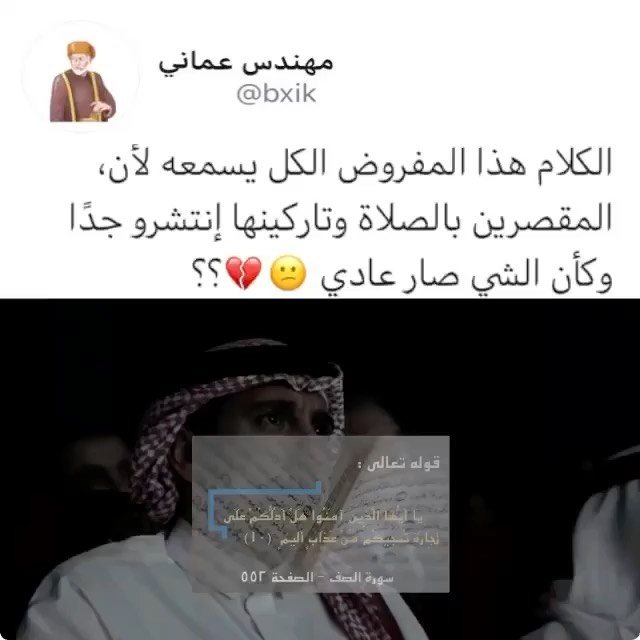 مهندس عماني
@bxik
الكلام هذا المفروض الكل يسمعه لأن،
المقصرين بالصلاة وتاركينها إنتشرو جدًا
وكأن الشي صار عادي 😕💔؟؟
قوله تعالى :
يا أيها الذين آمنوا هل أدلكم على
تجارة تنجيكم من عذاب أليم (١٠)
سورة الصف - الصفحة ٥٥٢